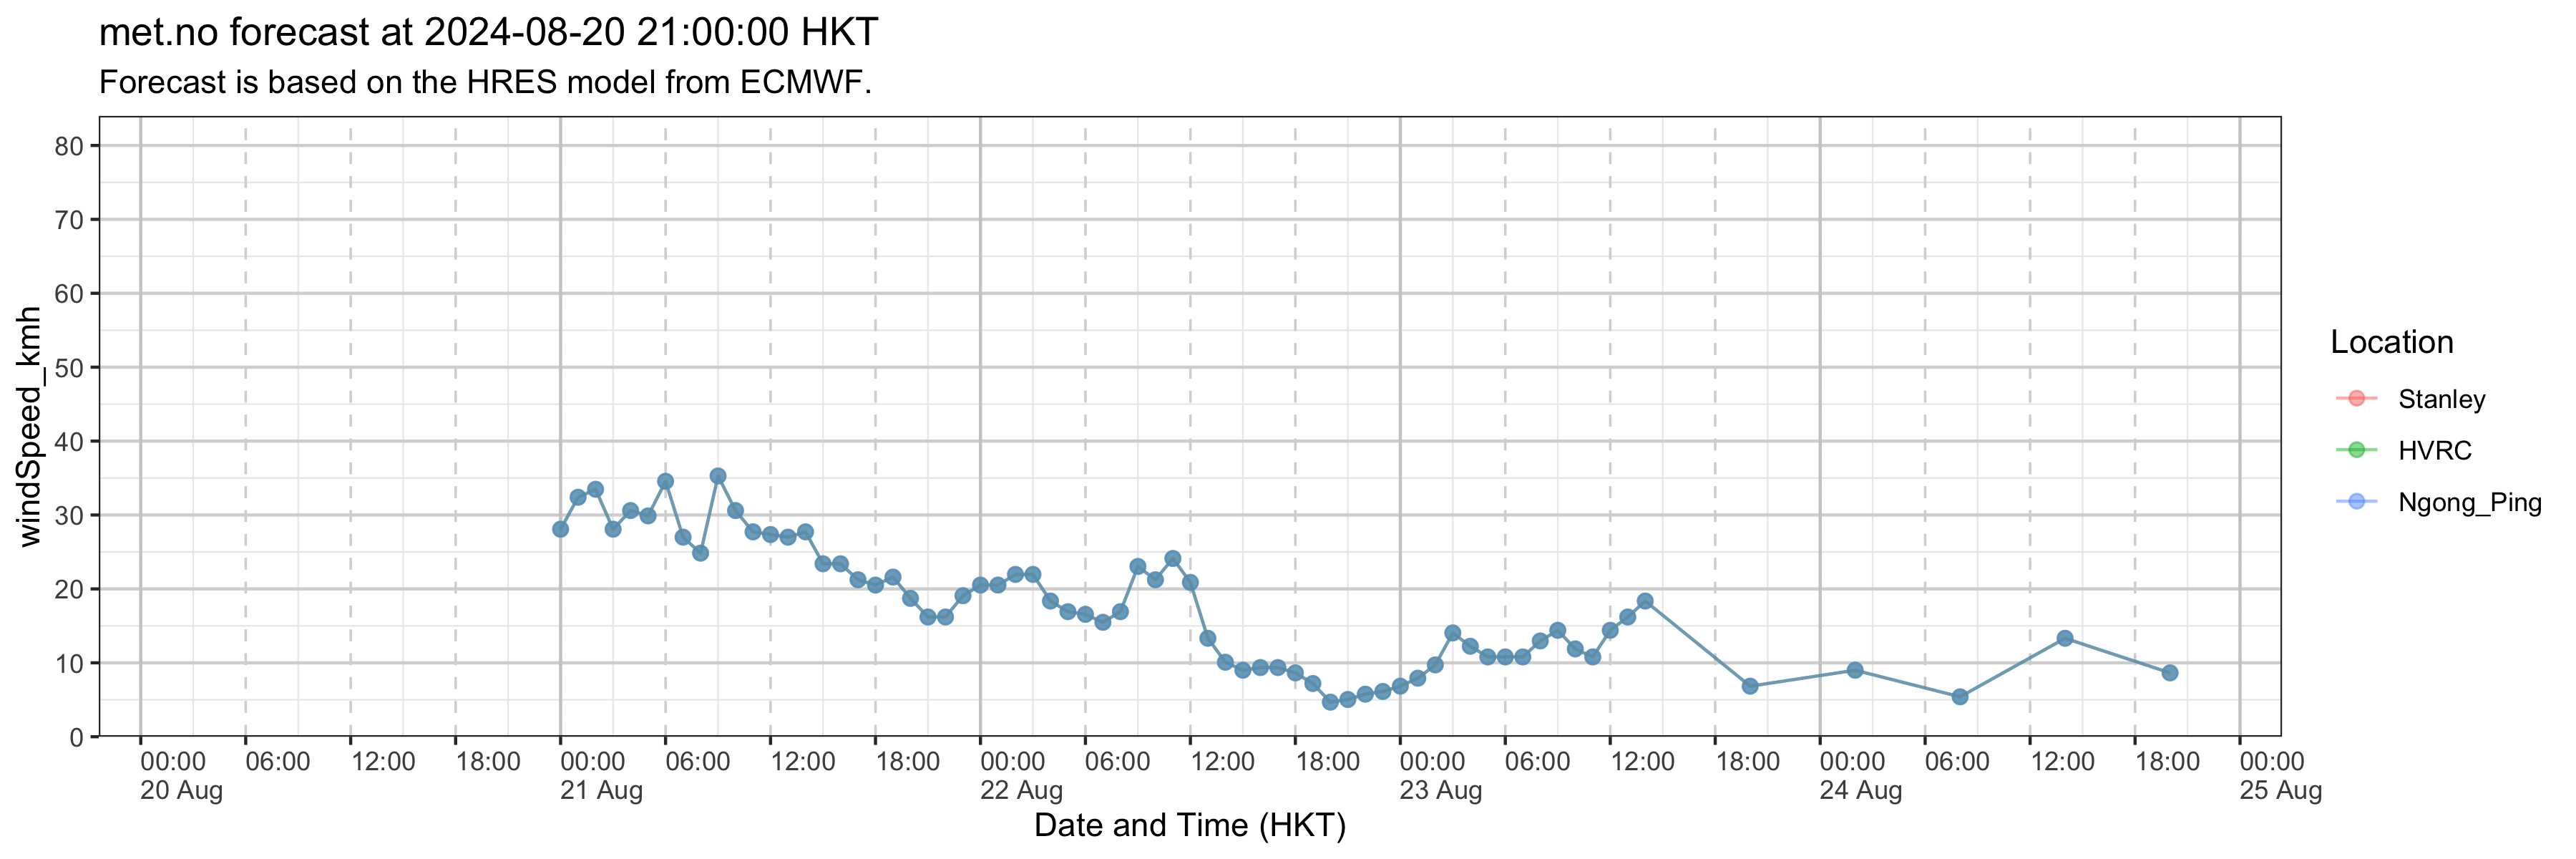 met.no forecast at 2024-08-20 21:00:00 HKT
Forecast is based on the HRES model from ECMWF.
windSpeed_kmh
80
70
60
50
40
30
20
10
0
00:00 06:00 12:00 18:00 00:00 06:00 12:00 18:00 00:00 06:00 12:00 18:00 00:00 06:00 12:00 18:00 00:00 06:00 12:00 18:00 00:00
20 Aug 21 Aug 22 Aug 23 Aug 24 Aug 25 Aug
Date and Time (HKT)
Location
Stanley
HVRC
Ngong_Ping